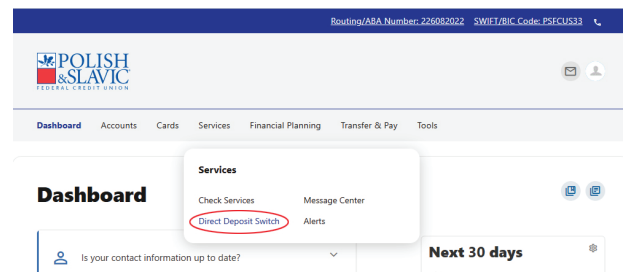 Routing/ABA Number: 226082022 SWIFT/BIC Code: PSFCUS33
POLISH
&SLAVIC
FEDERAL CREDIT UNION
Dashboard Accounts Cards Services Financial Planning Transfer & Pay Tools
Services
Check Services Message Center
Direct Deposit Switch Alerts
Dashboard
Is your contact information up to date?
Next 30 days